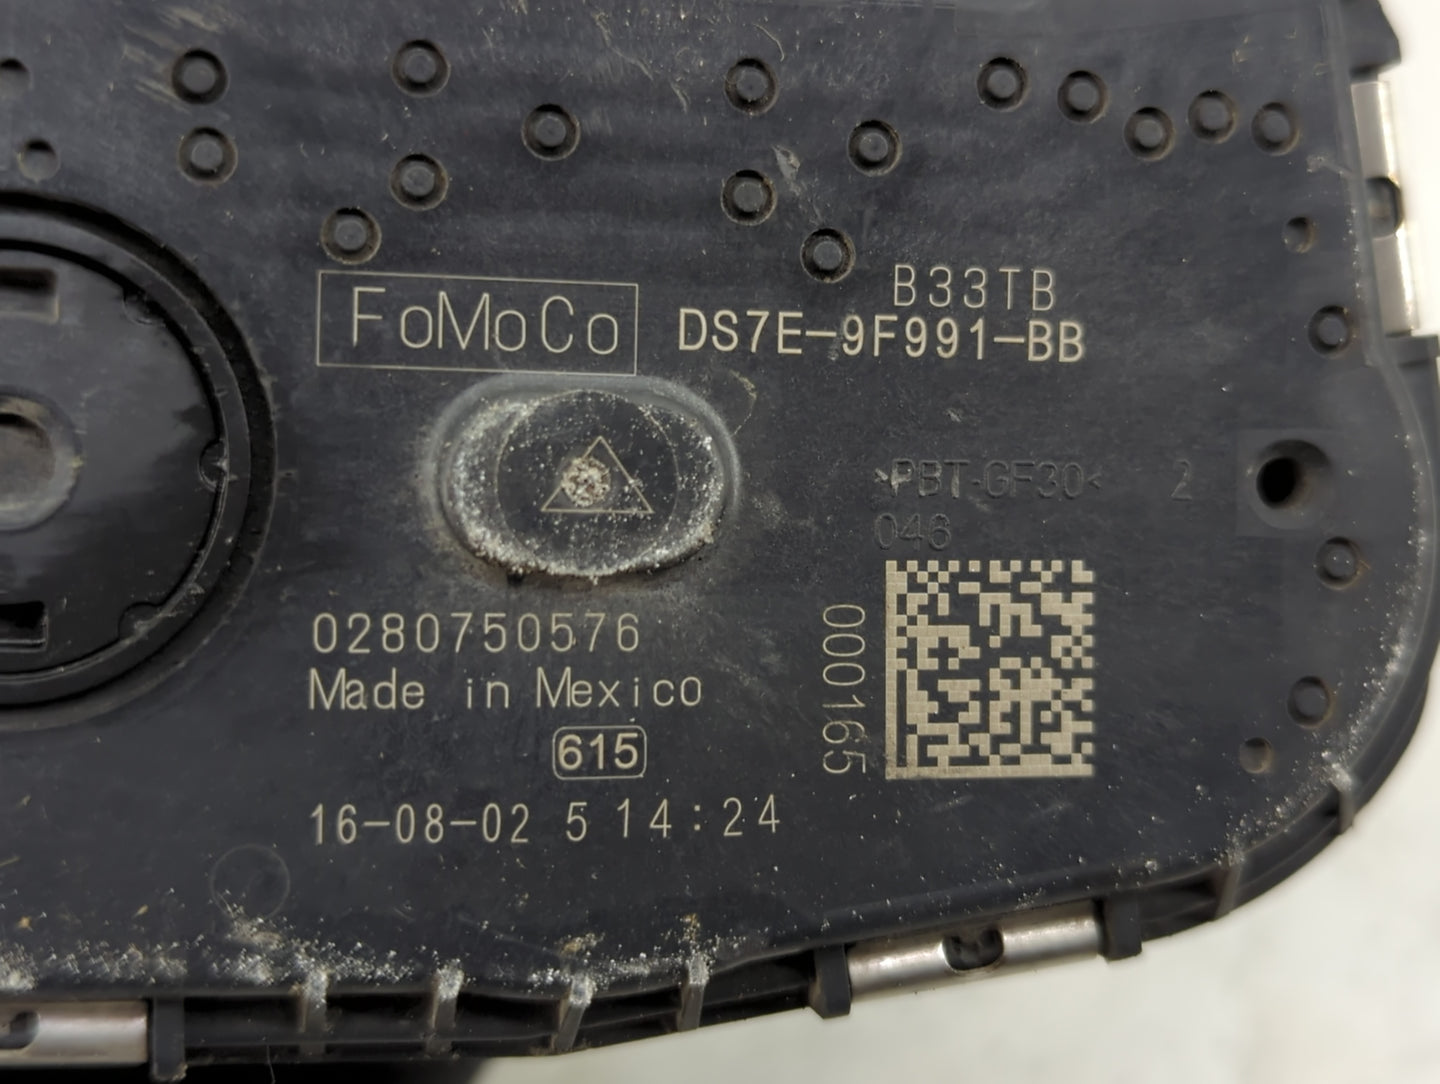 B33TB
FoMoCo DS7E-9F991-BB
>PBT-GF30< 2
046
0280750576
Made in Mexico
615
16-08-02 5 14:24
000165